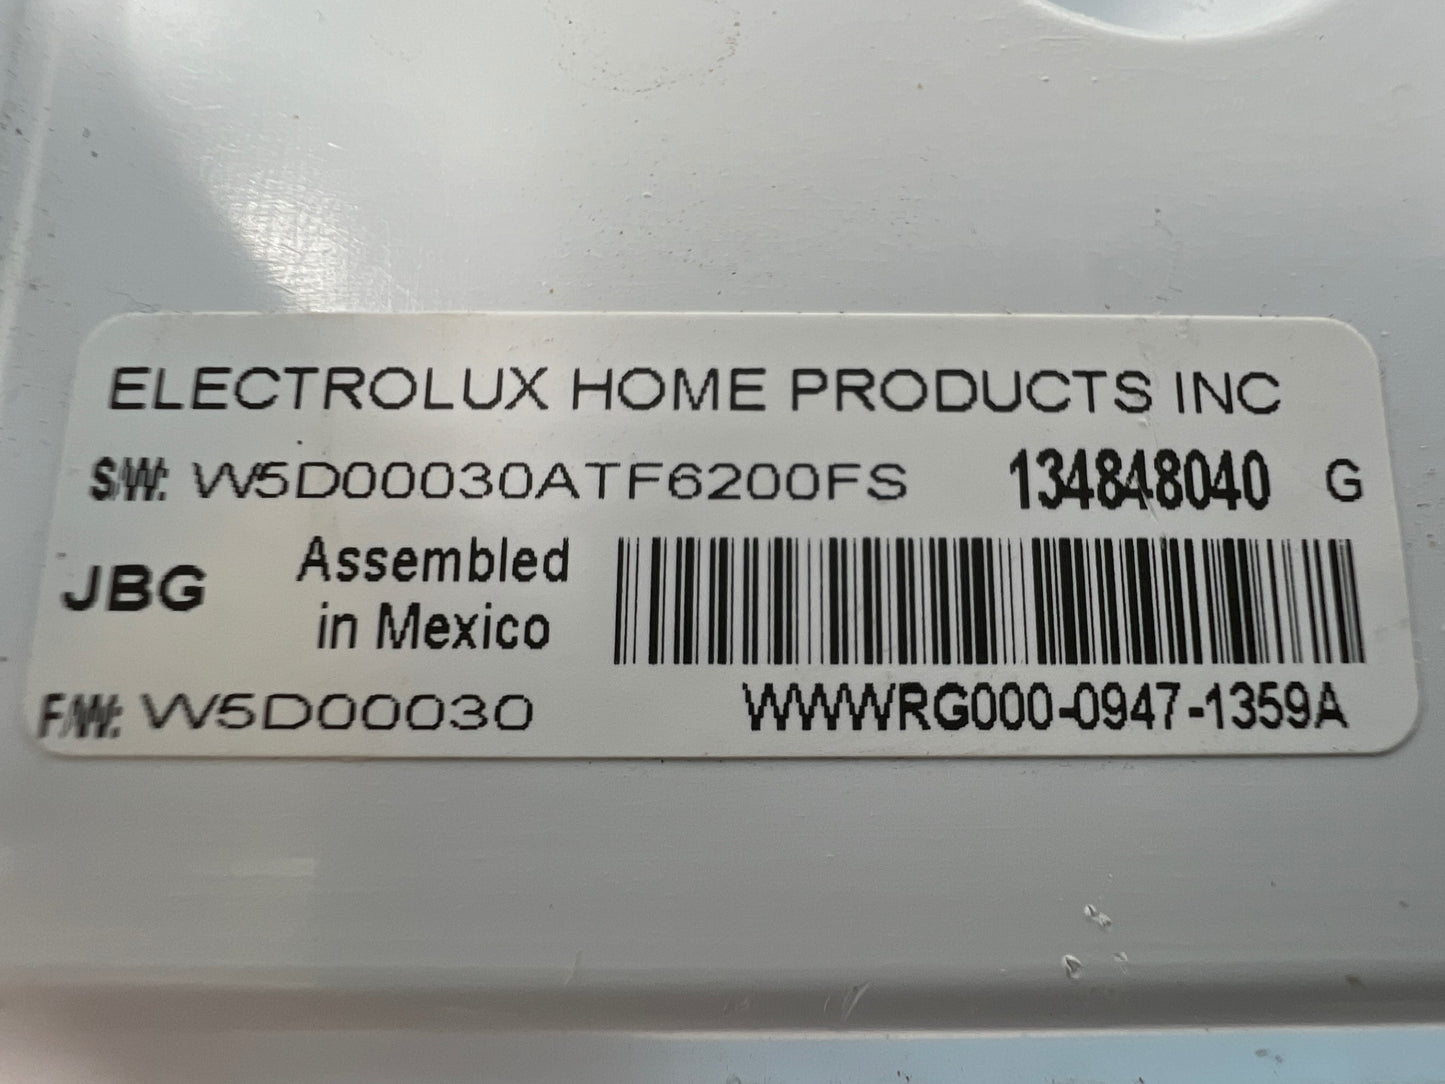 ELECTROLUX HOME PRODUCTS INC
S/W: W5D00030ATF6200FS 134848040 G
JBG Assembled
in Mexico
F/W: W5D00030 WWWRG000-0947-1359A